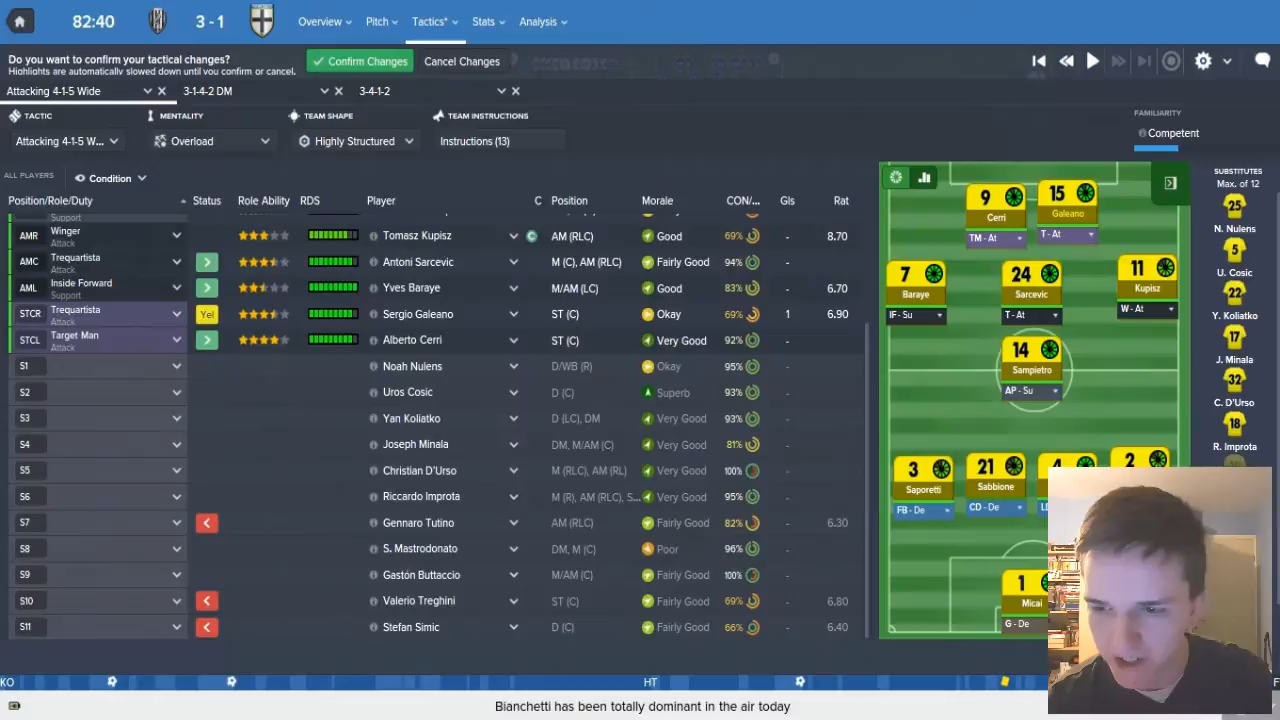 82:40
3 - 1
Overview
Pitch
Tactics*
Stats
Analysis
Do you want to confirm your tactical changes?
Highlights are automatically slowed down until you confirm or cancel.
Confirm Changes
Cancel Changes
Attacking 4-1-5 Wide
3-1-4-2 DM
3-4-1-2
TACTIC
MENTALITY
TEAM SHAPE
TEAM INSTRUCTIONS
FAMILIARITY
Attacking 4-1-5 W...
Overload
Highly Structured
Instructions (13)
Competent
ALL PLAYERS
Condition
Position/Role/Duty
Status
Role Ability
RDS
Player
C
Position
Morale
CON/...
Gls
Rat
Support
AMR
Winger
Attack
Tomasz Kupisz
C
AM (RLC)
Good
69%
-
8.70
AMC
Trequartista
Attack
Antoni Sarcevic
M (C), AM (RLC)
Fairly Good
94%
-
AML
Inside Forward
Support
Yves Baraye
M/AM (LC)
Good
83%
-
6.70
STCR
Trequartista
Attack
Yel
Sergio Galeano
ST (C)
Okay
69%
1
6.90
STCL
Target Man
Attack
Alberto Cerri
ST (C)
Very Good
92%
-
S1
Noah Nulens
D/WB (R)
Okay
95%
-
S2
Uros Cosic
D (C)
Superb
93%
-
S3
Yan Koliatko
D (LC), DM
Very Good
93%
-
S4
Joseph Minala
DM, M/AM (C)
Very Good
81%
-
S5
Christian D'Urso
M (RLC), AM (RL)
Very Good
100%
-
S6
Riccardo Improta
M (R), AM (RLC), S...
Very Good
95%
-
S7
Gennaro Tutino
AM (RLC)
Fairly Good
82%
-
6.30
S8
S. Mastrodonato
DM, M (C)
Poor
96%
-
S9
Gastón Buttaccio
M/AM (C)
Fairly Good
100%
-
S10
Valerio Treghini
ST (C)
Fairly Good
69%
-
6.80
S11
Stefan Simic
D (C)
Fairly Good
66%
-
6.40
9
Cerri
TM - At
15
Galeano
T - At
7
Baraye
IF - Su
24
Sarcevic
T - At
11
Kupisz
W - At
14
Sampietro
AP - Su
3
Saporetti
FB - De
21
Sabbione
CD - De
4
2
1
Micai
G - De
SUBSTITUTES
Max. of 12
25
N. Nulens
5
U. Cosic
22
Y. Koliatko
17
J. Minala
32
C. D'Urso
18
R. Improta
KO
HT
F
Bianchetti has been totally dominant in the air today